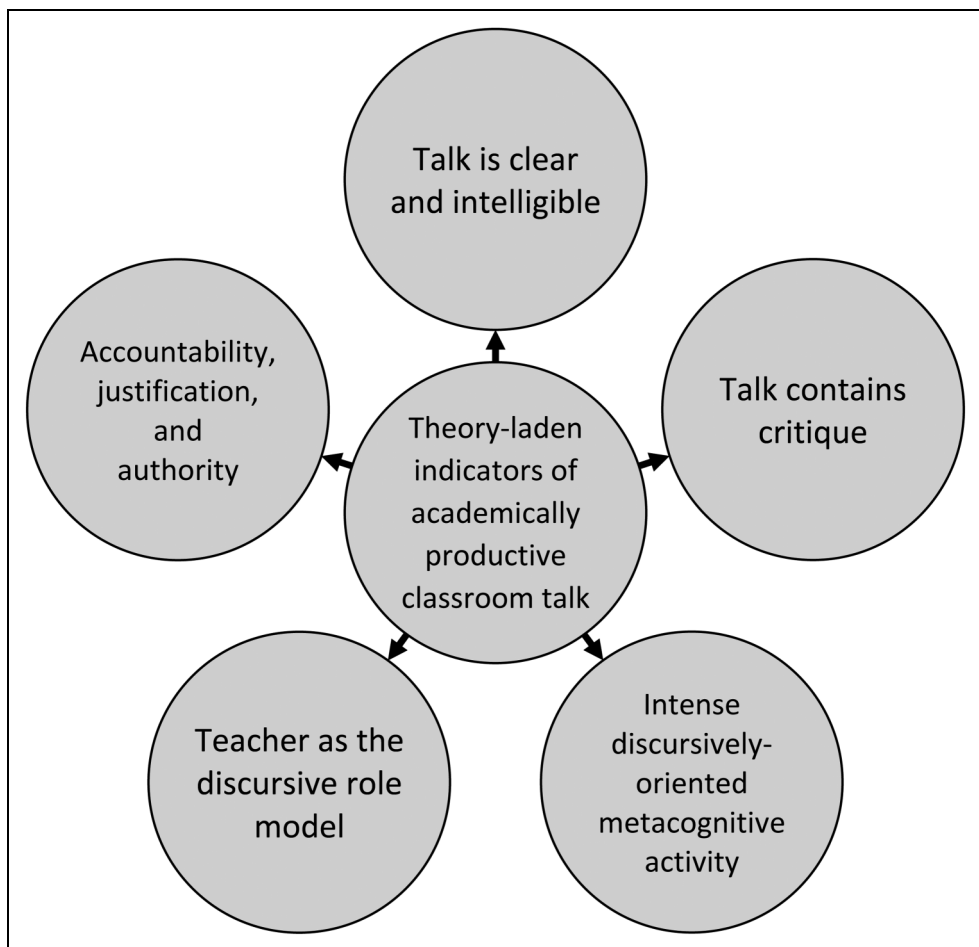 Talk is clear
and intelligible
Accountability,
justification,
and
authority
Theory-laden
indicators of
academically
productive
classroom talk
Talk contains
critique
Teacher as the
discursive role
model
Intense
discursively-
oriented
metacognitive
activity